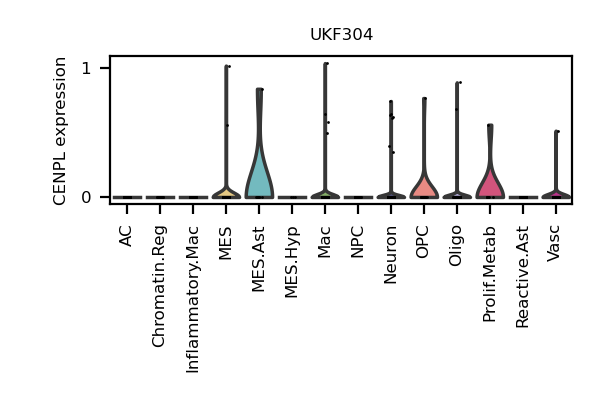 UKF304
CENPL expression
1
0
AC
Chromatin.Reg
Inflammatory.Mac
MES
MES.Ast
MES.Hyp
Mac
NPC
Neuron
OPC
Oligo
Prolif.Metab
Reactive.Ast
Vasc